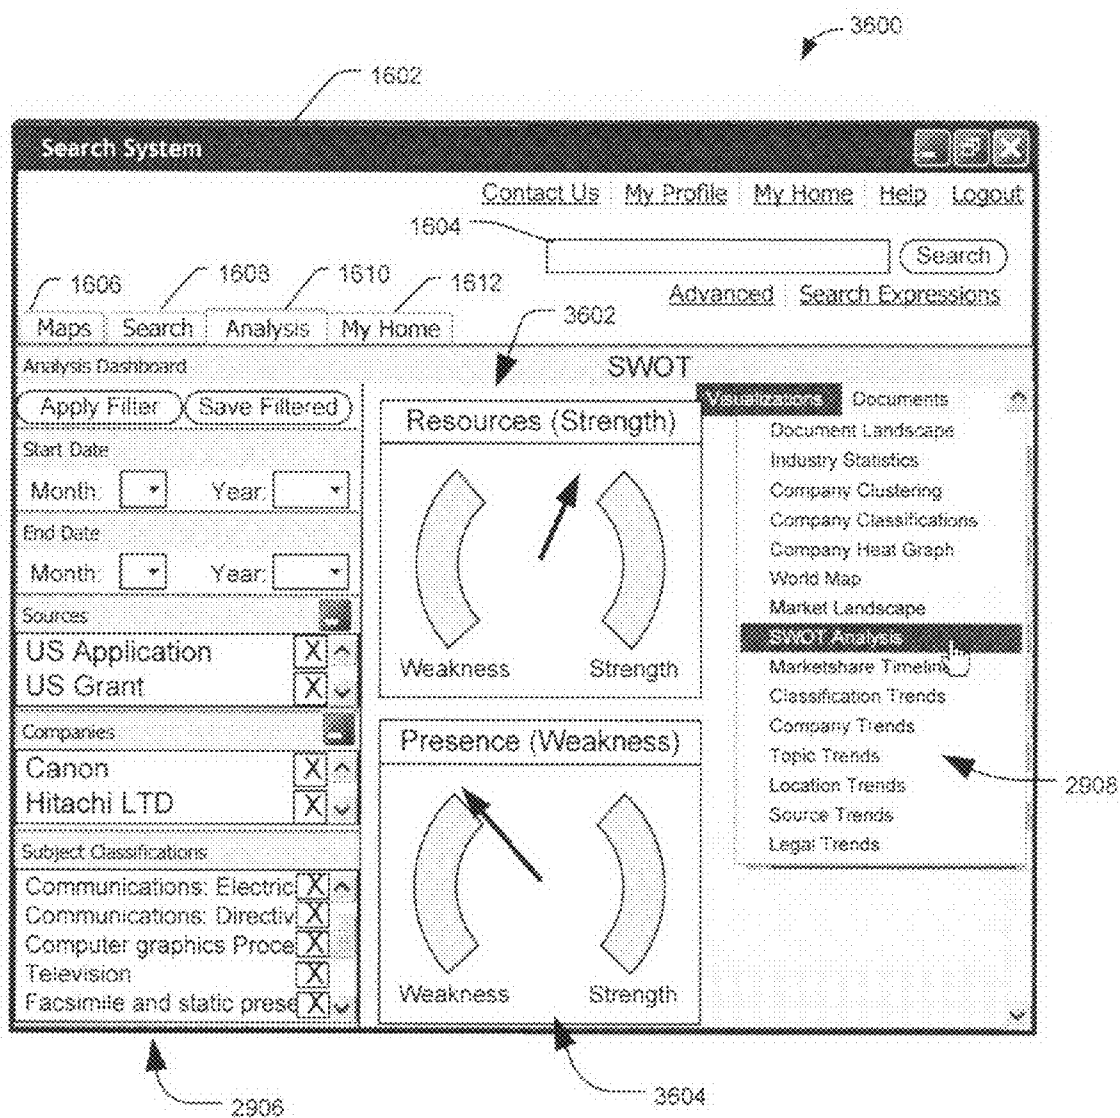 3600
1602
Search System
Contact Us My Profile My Home Help Logout
1604
Search
1606 1608 1610 1612
Advanced Search Expressions
Maps Search Analysis My Home
3602
Analysis Dashboard
SWOT
Apply Filter Save Filtered
Resources (Strength)
Visualizations Documents
Start Date
Document Landscape
Month: Year:
Industry Statistics
Company Clustering
End Date
Company Classifications
Month: Year:
Company Heat Graph
World Map
Sources
Market Landscape
US Application X
SWOT Analysis
Weakness Strength
US Grant X
Marketshare Timeline
Classification Trends
Companies
Company Trends
Presence (Weakness)
Canon X
Topic Trends
Hitachi LTD X
Location Trends
2908
Source Trends
Subject Classifications
Legal Trends
Communications: Electric X
Communications: Directiv X
Computer graphics Proce X
Television X
Facsimile and static prese X
Weakness Strength
2906
3604